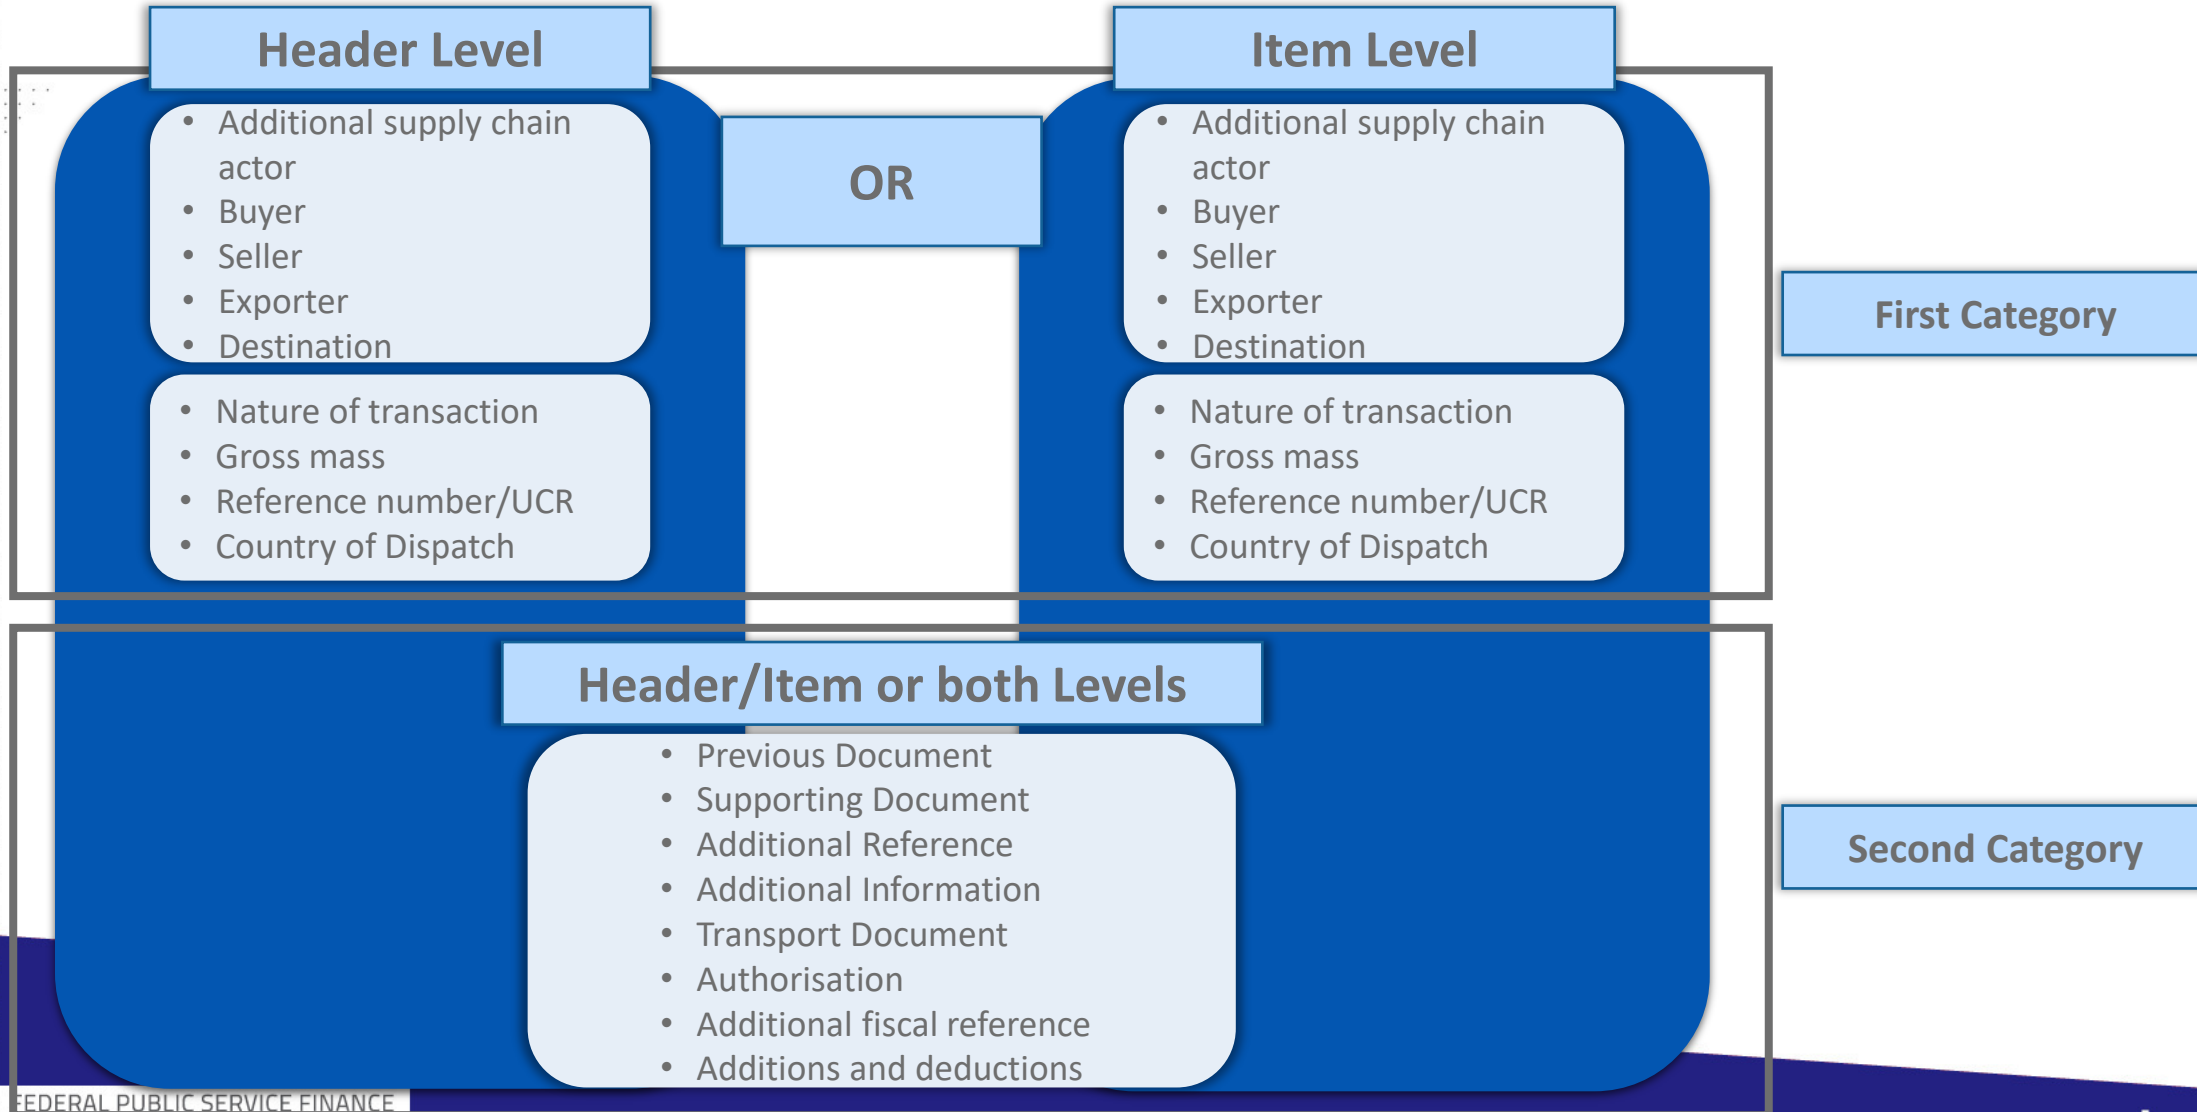 Header Level
• Additional supply chain
actor
• Buyer
• Seller
• Exporter
• Destination
• Nature of transaction
• Gross mass
• Reference number/UCR
• Country of Dispatch
OR
Item Level
• Additional supply chain
actor
• Buyer
• Seller
• Exporter
• Destination
• Nature of transaction
• Gross mass
• Reference number/UCR
• Country of Dispatch
First Category
Header/Item or both Levels
• Previous Document
• Supporting Document
• Additional Reference
• Additional Information
• Transport Document
• Authorisation
• Additional fiscal reference
• Additions and deductions
Second Category
FEDERAL PUBLIC SERVICE FINANCE